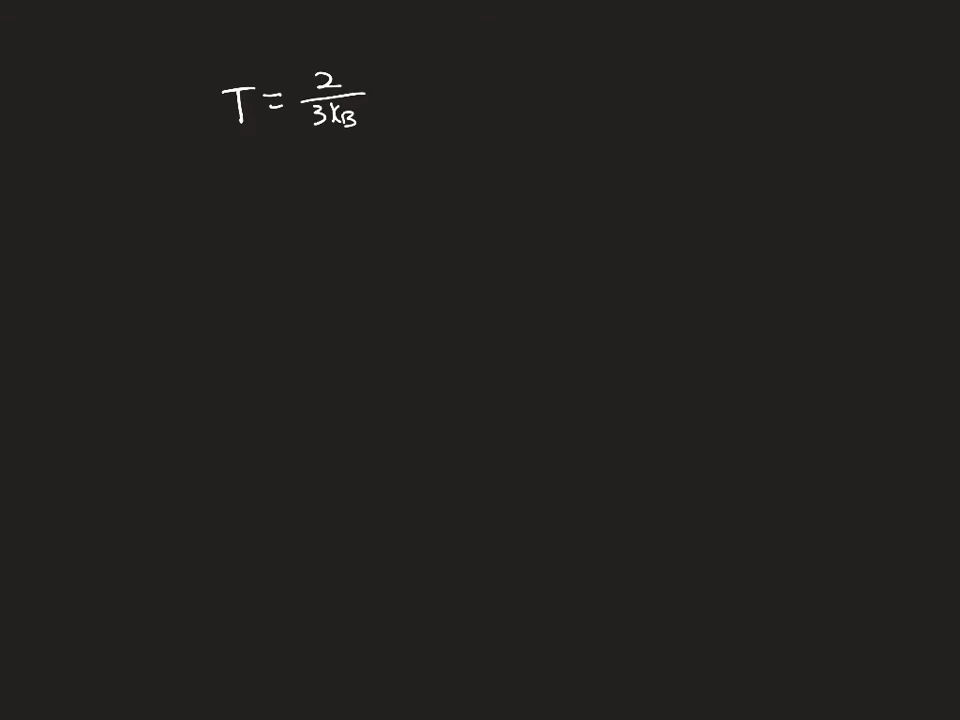 T = 2/3k_B